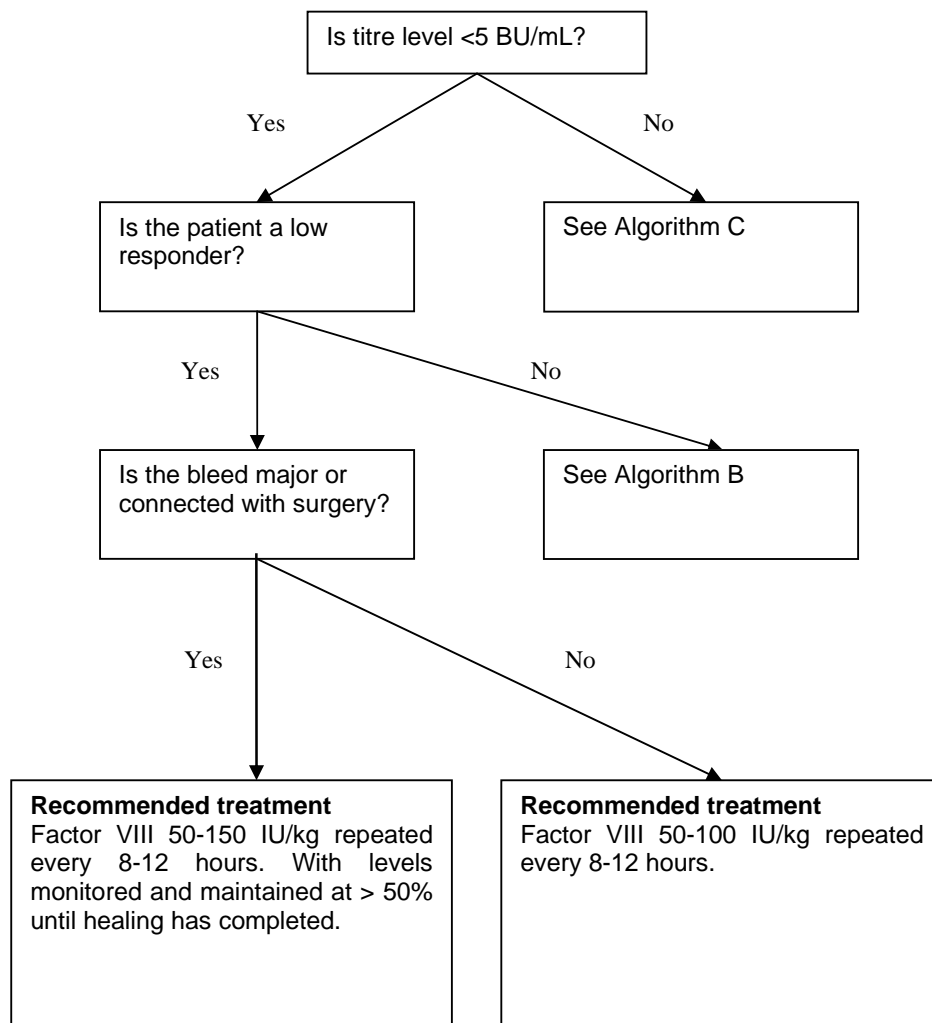 Is titre level <5 BU/mL?
Yes
No
Is the patient a low
responder?
See Algorithm C
Yes
No
Is the bleed major or
connected with surgery?
See Algorithm B
Yes
No
Recommended treatment
Factor VIII 50-150 IU/kg repeated
every 8-12 hours. With levels
monitored and maintained at > 50%
until healing has completed.
Recommended treatment
Factor VIII 50-100 IU/kg repeated
every 8-12 hours.